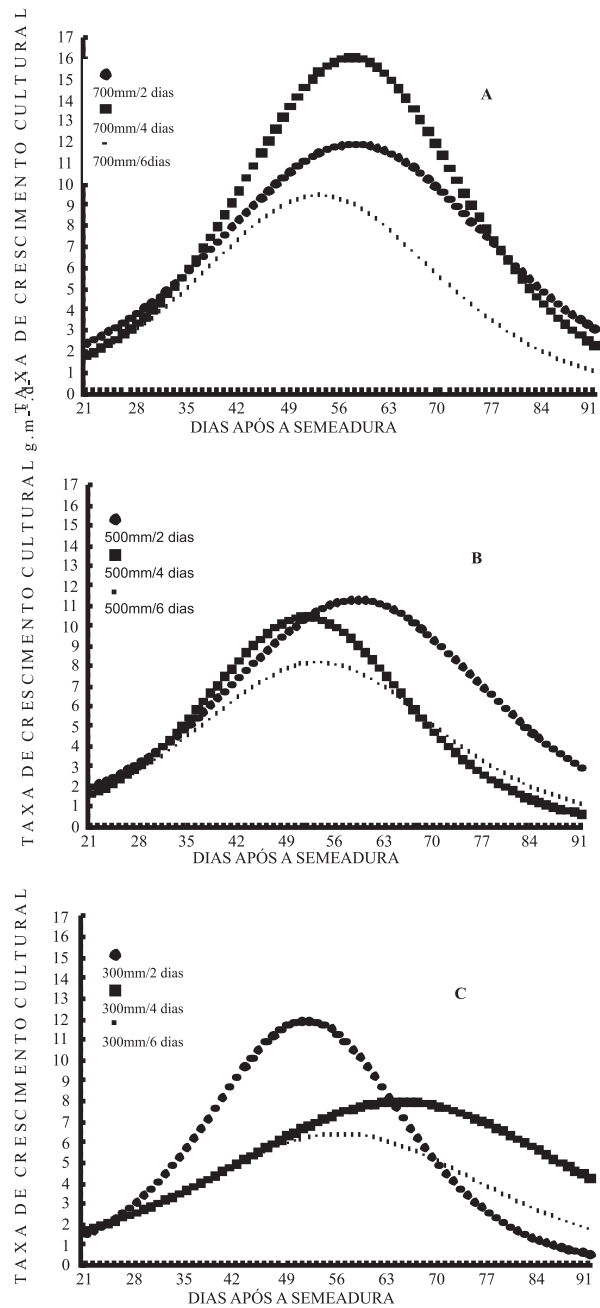 TAXA DE CRESCIMENTO CULTURAL
17
16
15
14
13
12
11
10
9
8
7
6
5
4
3
2
1
0
700mm/2 dias
700mm/4 dias
700mm/6dias
A
21 28 35 42 49 56 63 70 77 84 91
DIAS APÓS A SEMEADURA
TAXA DE CRESCIMENTO CULTURAL g.m-².d-¹
17
16
15
14
13
12
11
10
9
8
7
6
5
4
3
2
1
0
500mm/2 dias
500mm/4 dias
500mm/6 dias
B
21 28 35 42 49 56 63 70 77 84 91
DIAS APÓS A SEMEADURA
TAXA DE CRESCIMENTO CULTURAL
17
16
15
14
13
12
11
10
9
8
7
6
5
4
3
2
1
0
300mm/2 dias
300mm/4 dias
300mm/6 dias
C
21 28 35 42 49 56 63 70 77 84 91
DIAS APÓS A SEMEADURA